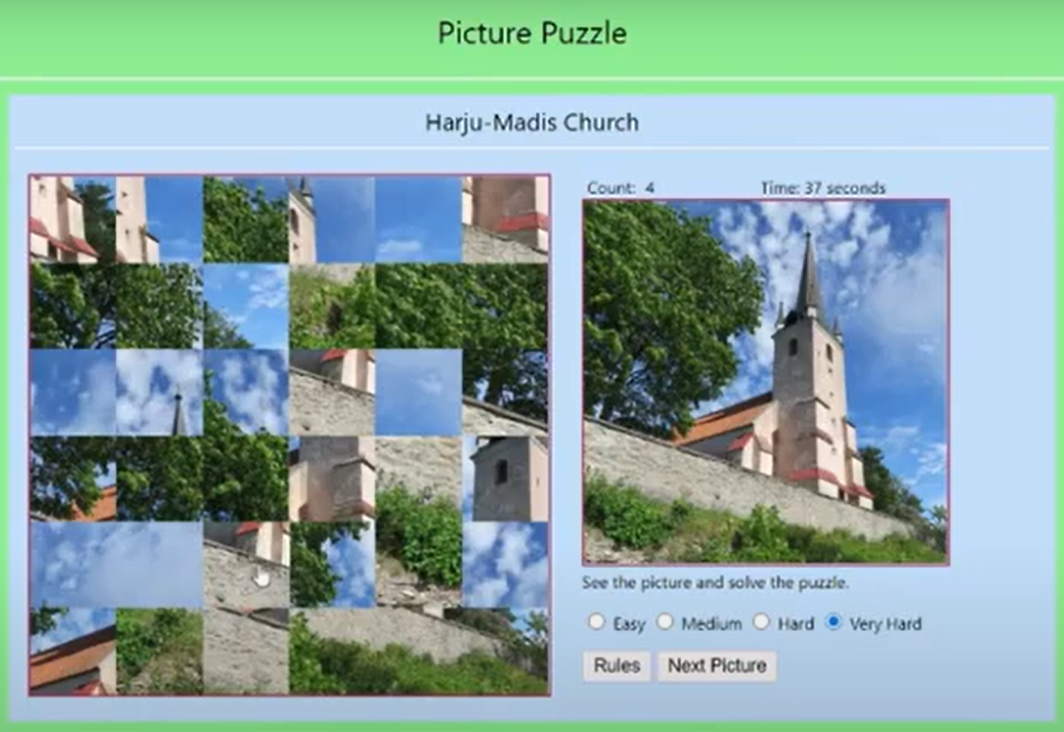 Picture Puzzle
Harju-Madis Church
Count: 4 Time: 37 seconds
See the picture and solve the puzzle.
Easy Medium Hard Very Hard
Rules Next Picture